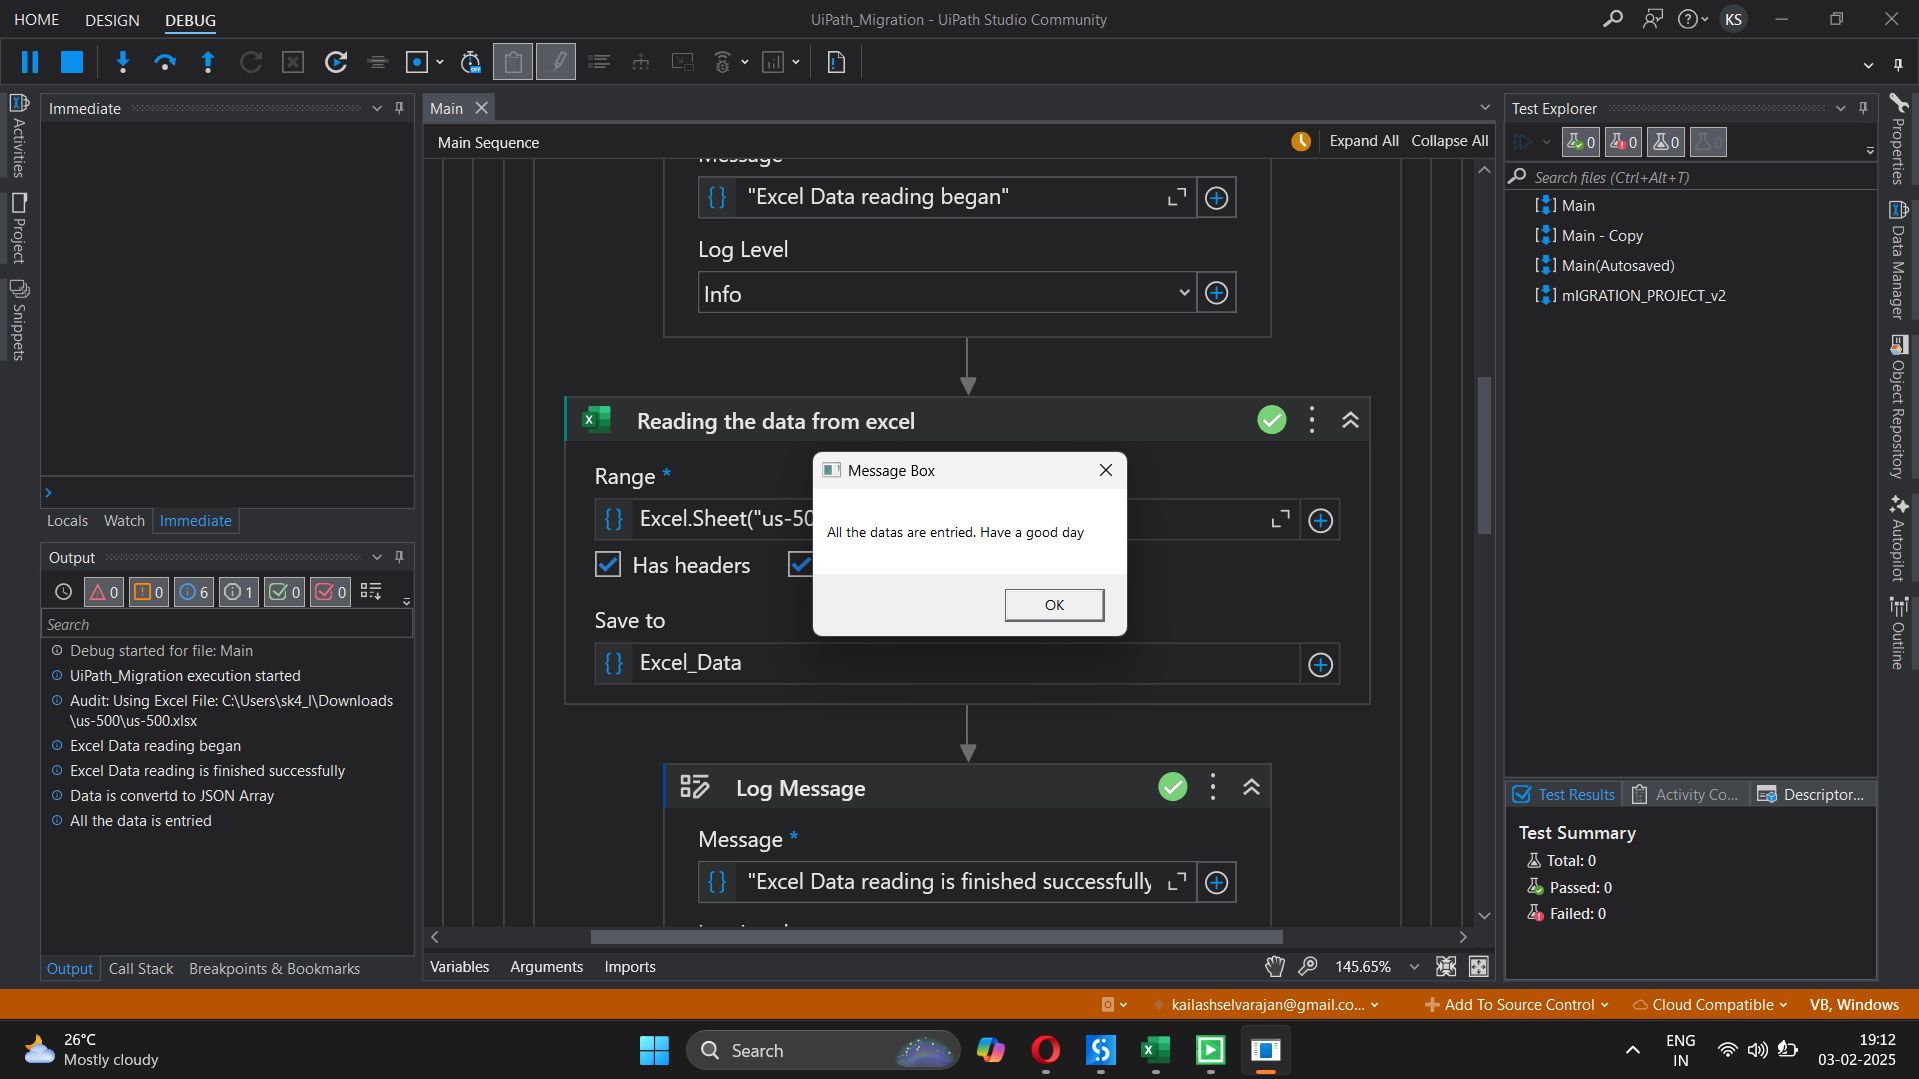 HOME DESIGN DEBUG
UiPath_Migration - UiPath Studio Community
KS
Activities
Project
Snippets
Immediate
Locals Watch Immediate
Output
0 0 6 1 0 0
Search
Debug started for file: Main
UiPath_Migration execution started
Audit: Using Excel File: C:\Users\sk4_l\Downloads
\us-500\us-500.xlsx
Excel Data reading began
Excel Data reading is finished successfully
Data is convertd to JSON Array
All the data is entried
Output Call Stack Breakpoints & Bookmarks
Main
Main Sequence
Expand All Collapse All
Message
"Excel Data reading began"
Log Level
Info
Reading the data from excel
Range *
Excel.Sheet("us-50
Has headers
Save to
Excel_Data
Message Box
All the datas are entried. Have a good day
OK
Log Message
Message *
"Excel Data reading is finished successfully
Variables Arguments Imports
145.65%
Test Explorer
0 0 0 0
Search files (Ctrl+Alt+T)
Main
Main - Copy
Main(Autosaved)
mIGRATION_PROJECT_v2
Test Results Activity Co... Descriptor...
Test Summary
Total: 0
Passed: 0
Failed: 0
Properties
Data Manager
Object Repository
Autopilot
Outline
kailashselvarajan@gmail.co...
Add To Source Control
Cloud Compatible
VB, Windows
26°C
Mostly cloudy
Search
ENG
IN
19:12
03-02-2025